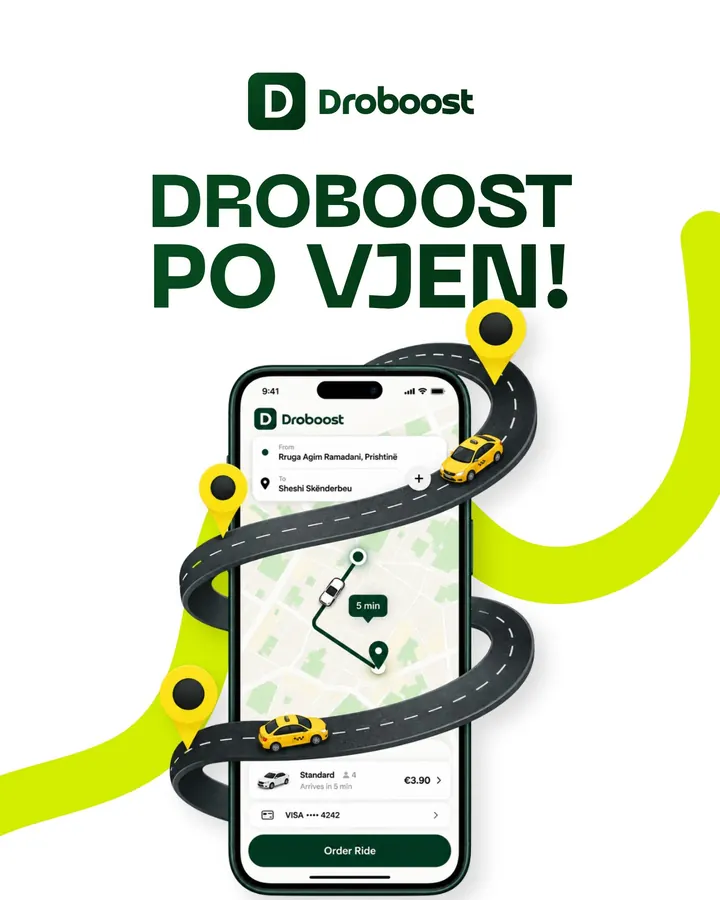 D Droboost
DROBOOST
PO VJEN!
9:41
D Droboost
From
Rruga Agim Ramadani, Prishtinë
To
Sheshi Skënderbeu
+
5 min
Standard 4
€3.90
Arrives in 5 min
VISA •••• 4242
Order Ride